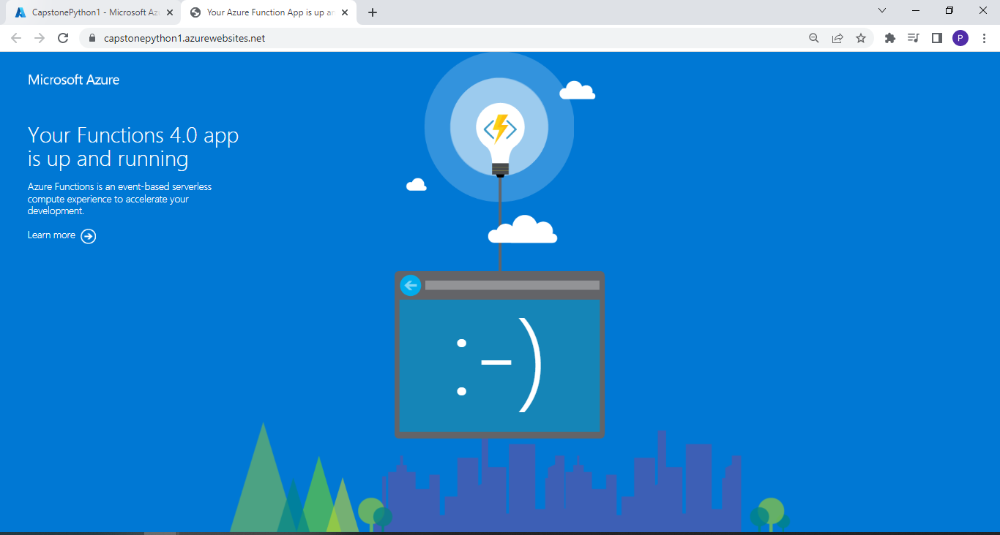 CapstonePython1 - Microsoft Az
Your Azure Function App is up an
capstonepython1.azurewebsites.net
P
Microsoft Azure
Your Functions 4.0 app
is up and running
Azure Functions is an event-based serverless
compute experience to accelerate your
development.
Learn more
:-)